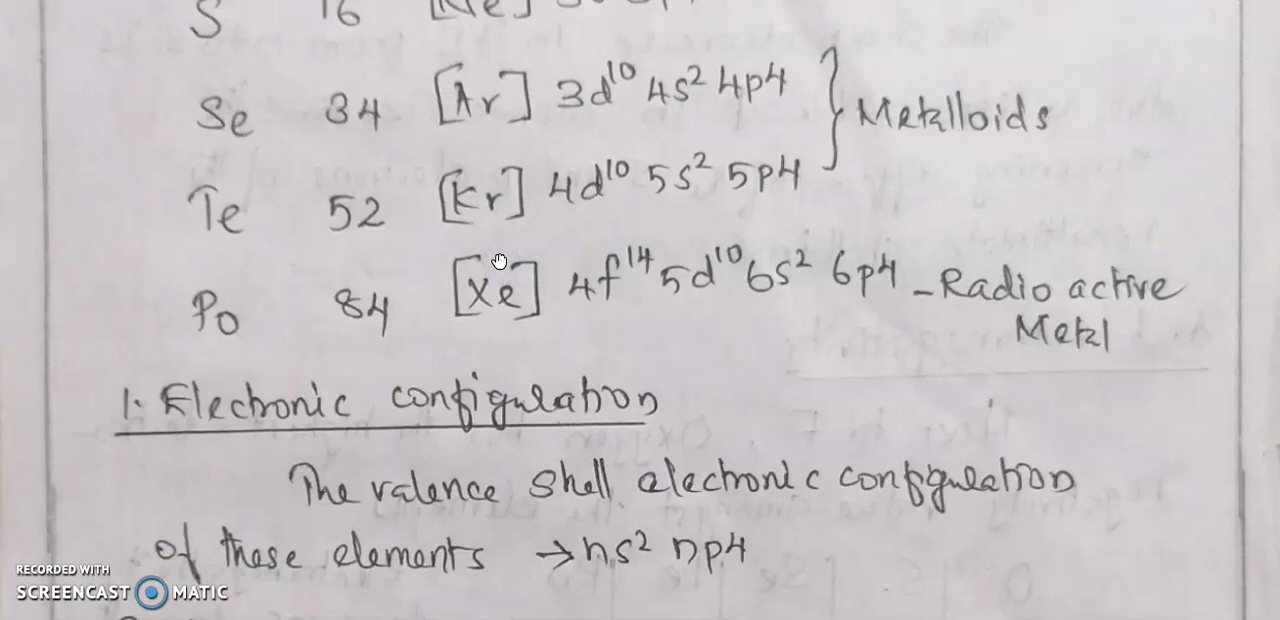 S 16 [Ne]
Se 34 [Ar] 3d¹⁰ 4s² 4p4 } Metalloids
Te 52 [Kr] 4d¹⁰ 5s² 5p4
Po 84 [Xe] 4f¹⁴ 5d¹⁰ 6s² 6p4 - Radio active
Metal
1. Electronic configuration
The valence shell electronic configuration
of these elements → ns² np4
RECORDED WITH
SCREENCAST MATIC